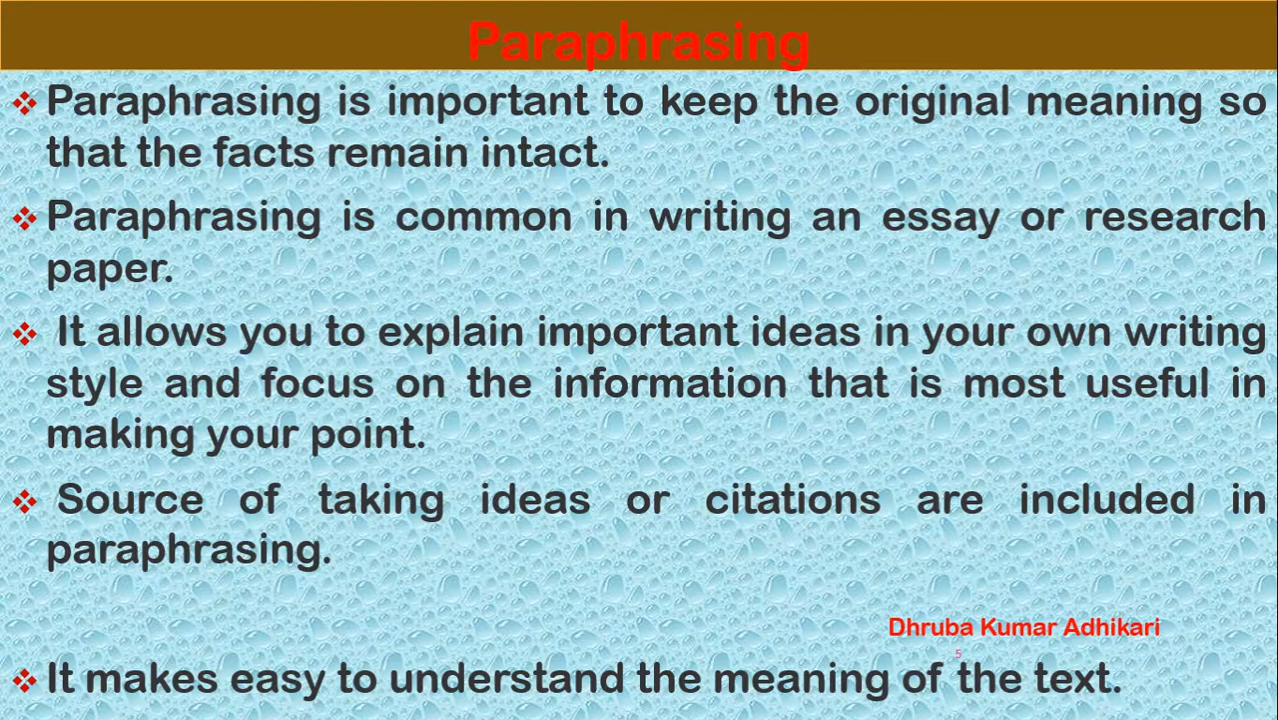 Paraphrasing
❖ Paraphrasing is important to keep the original meaning so
that the facts remain intact.
❖ Paraphrasing is common in writing an essay or research
paper.
❖ It allows you to explain important ideas in your own writing
style and focus on the information that is most useful in
making your point.
❖ Source of taking ideas or citations are included in
paraphrasing.
Dhruba Kumar Adhikari
5
❖ It makes easy to understand the meaning of the text.